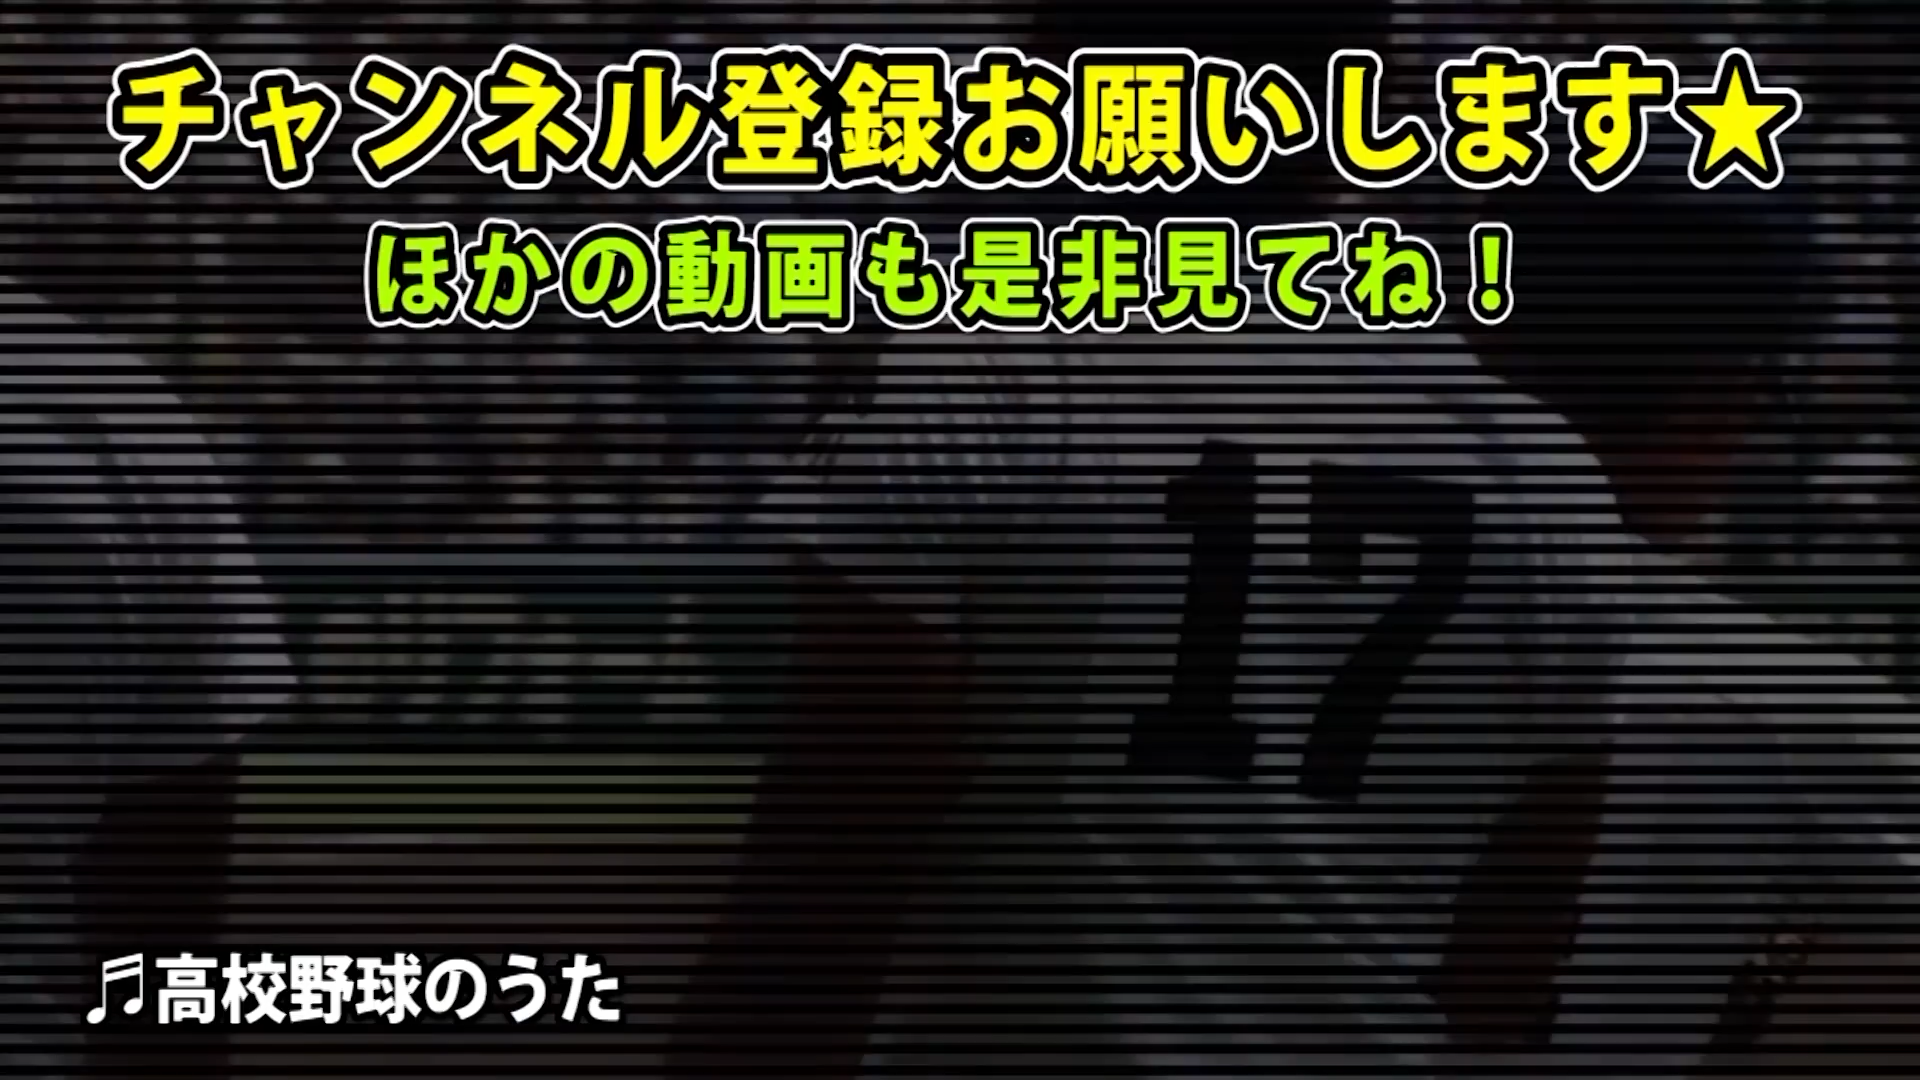 チャンネル登録お願いします★
ほかの動画も是非見てね！
17
♬高校野球のうた